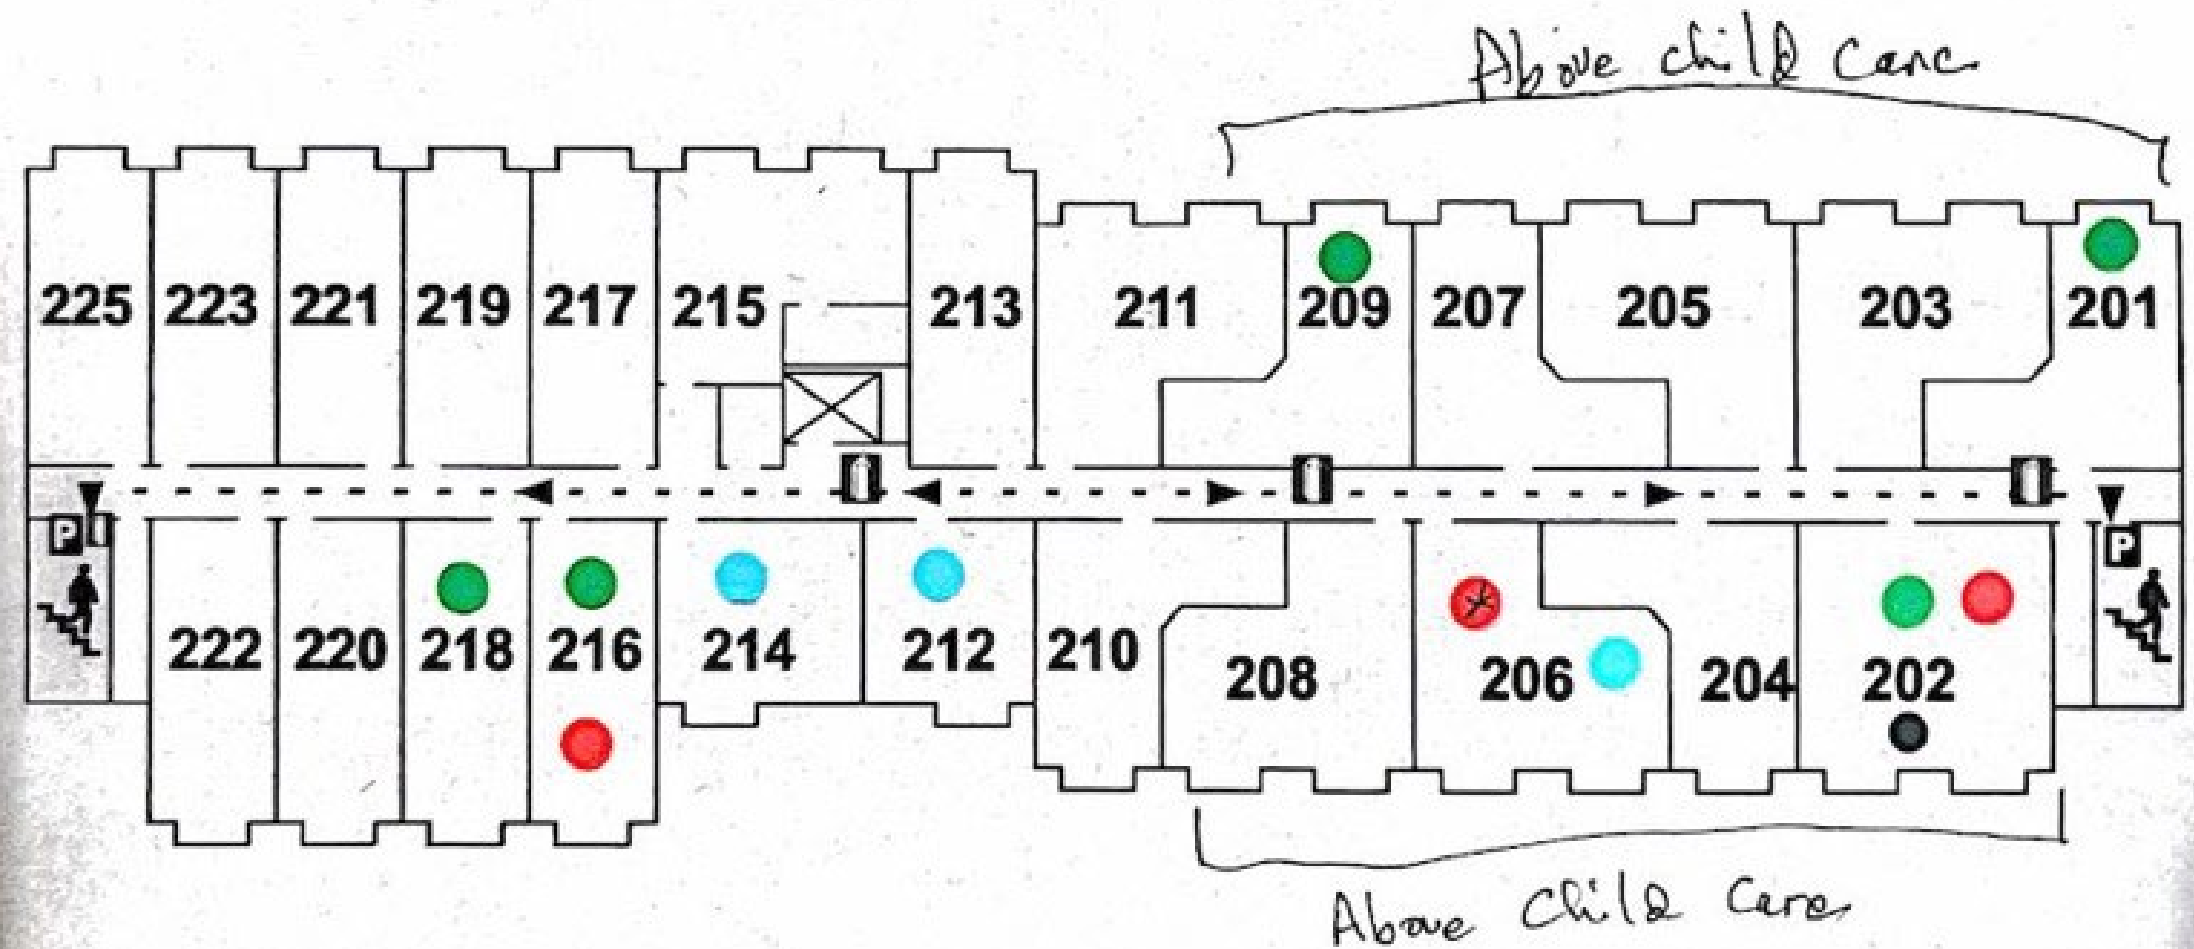 Above child care
225 223 221 219 217 215 213 211 209 207 205 203 201
P
P
222 220 218 216 214 212 210 208 206 204 202
Above Child Care